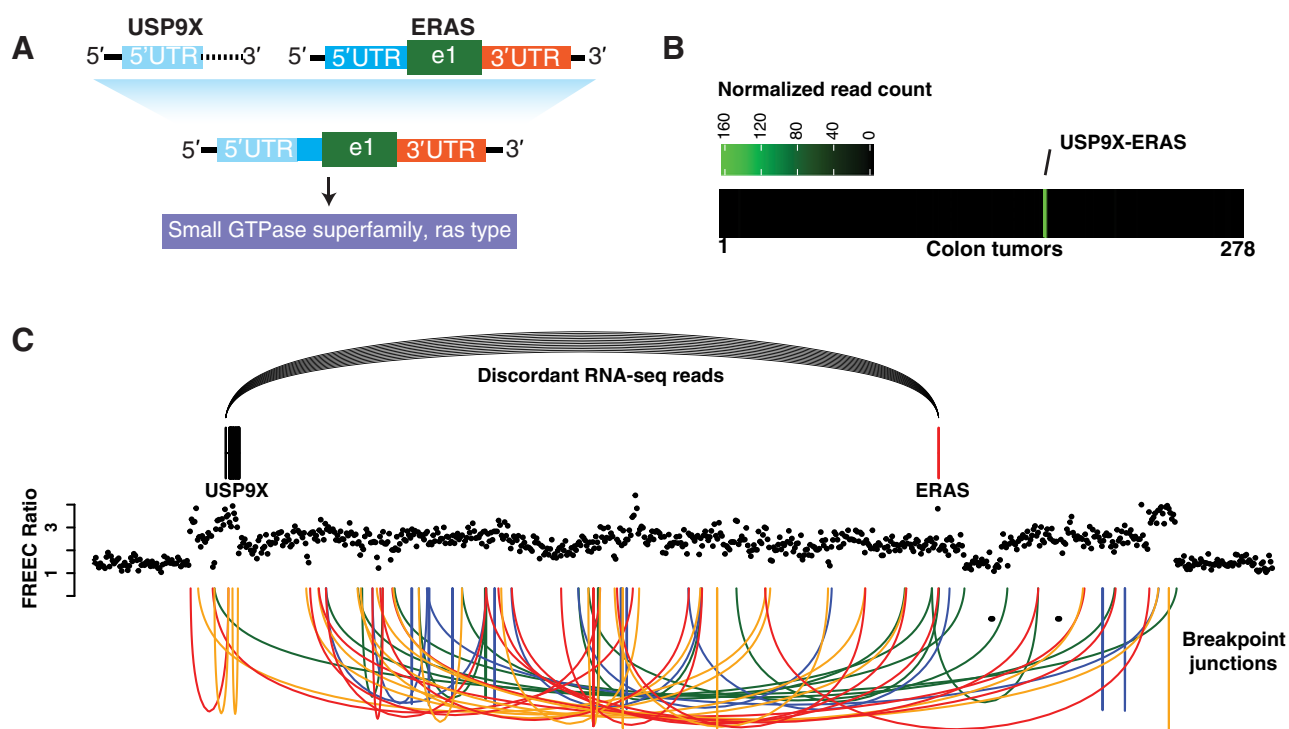 A
USP9X
ERAS
5′ 5′UTR 3′
5′ 5′UTR e1 3′UTR 3′
5′ 5′UTR e1 3′UTR 3′
Small GTPase superfamily, ras type
B
Normalized read count
160 120 80 40 0
USP9X-ERAS
1 Colon tumors 278
C
Discordant RNA-seq reads
USP9X
ERAS
FREEC Ratio
3
1
Breakpoint
junctions